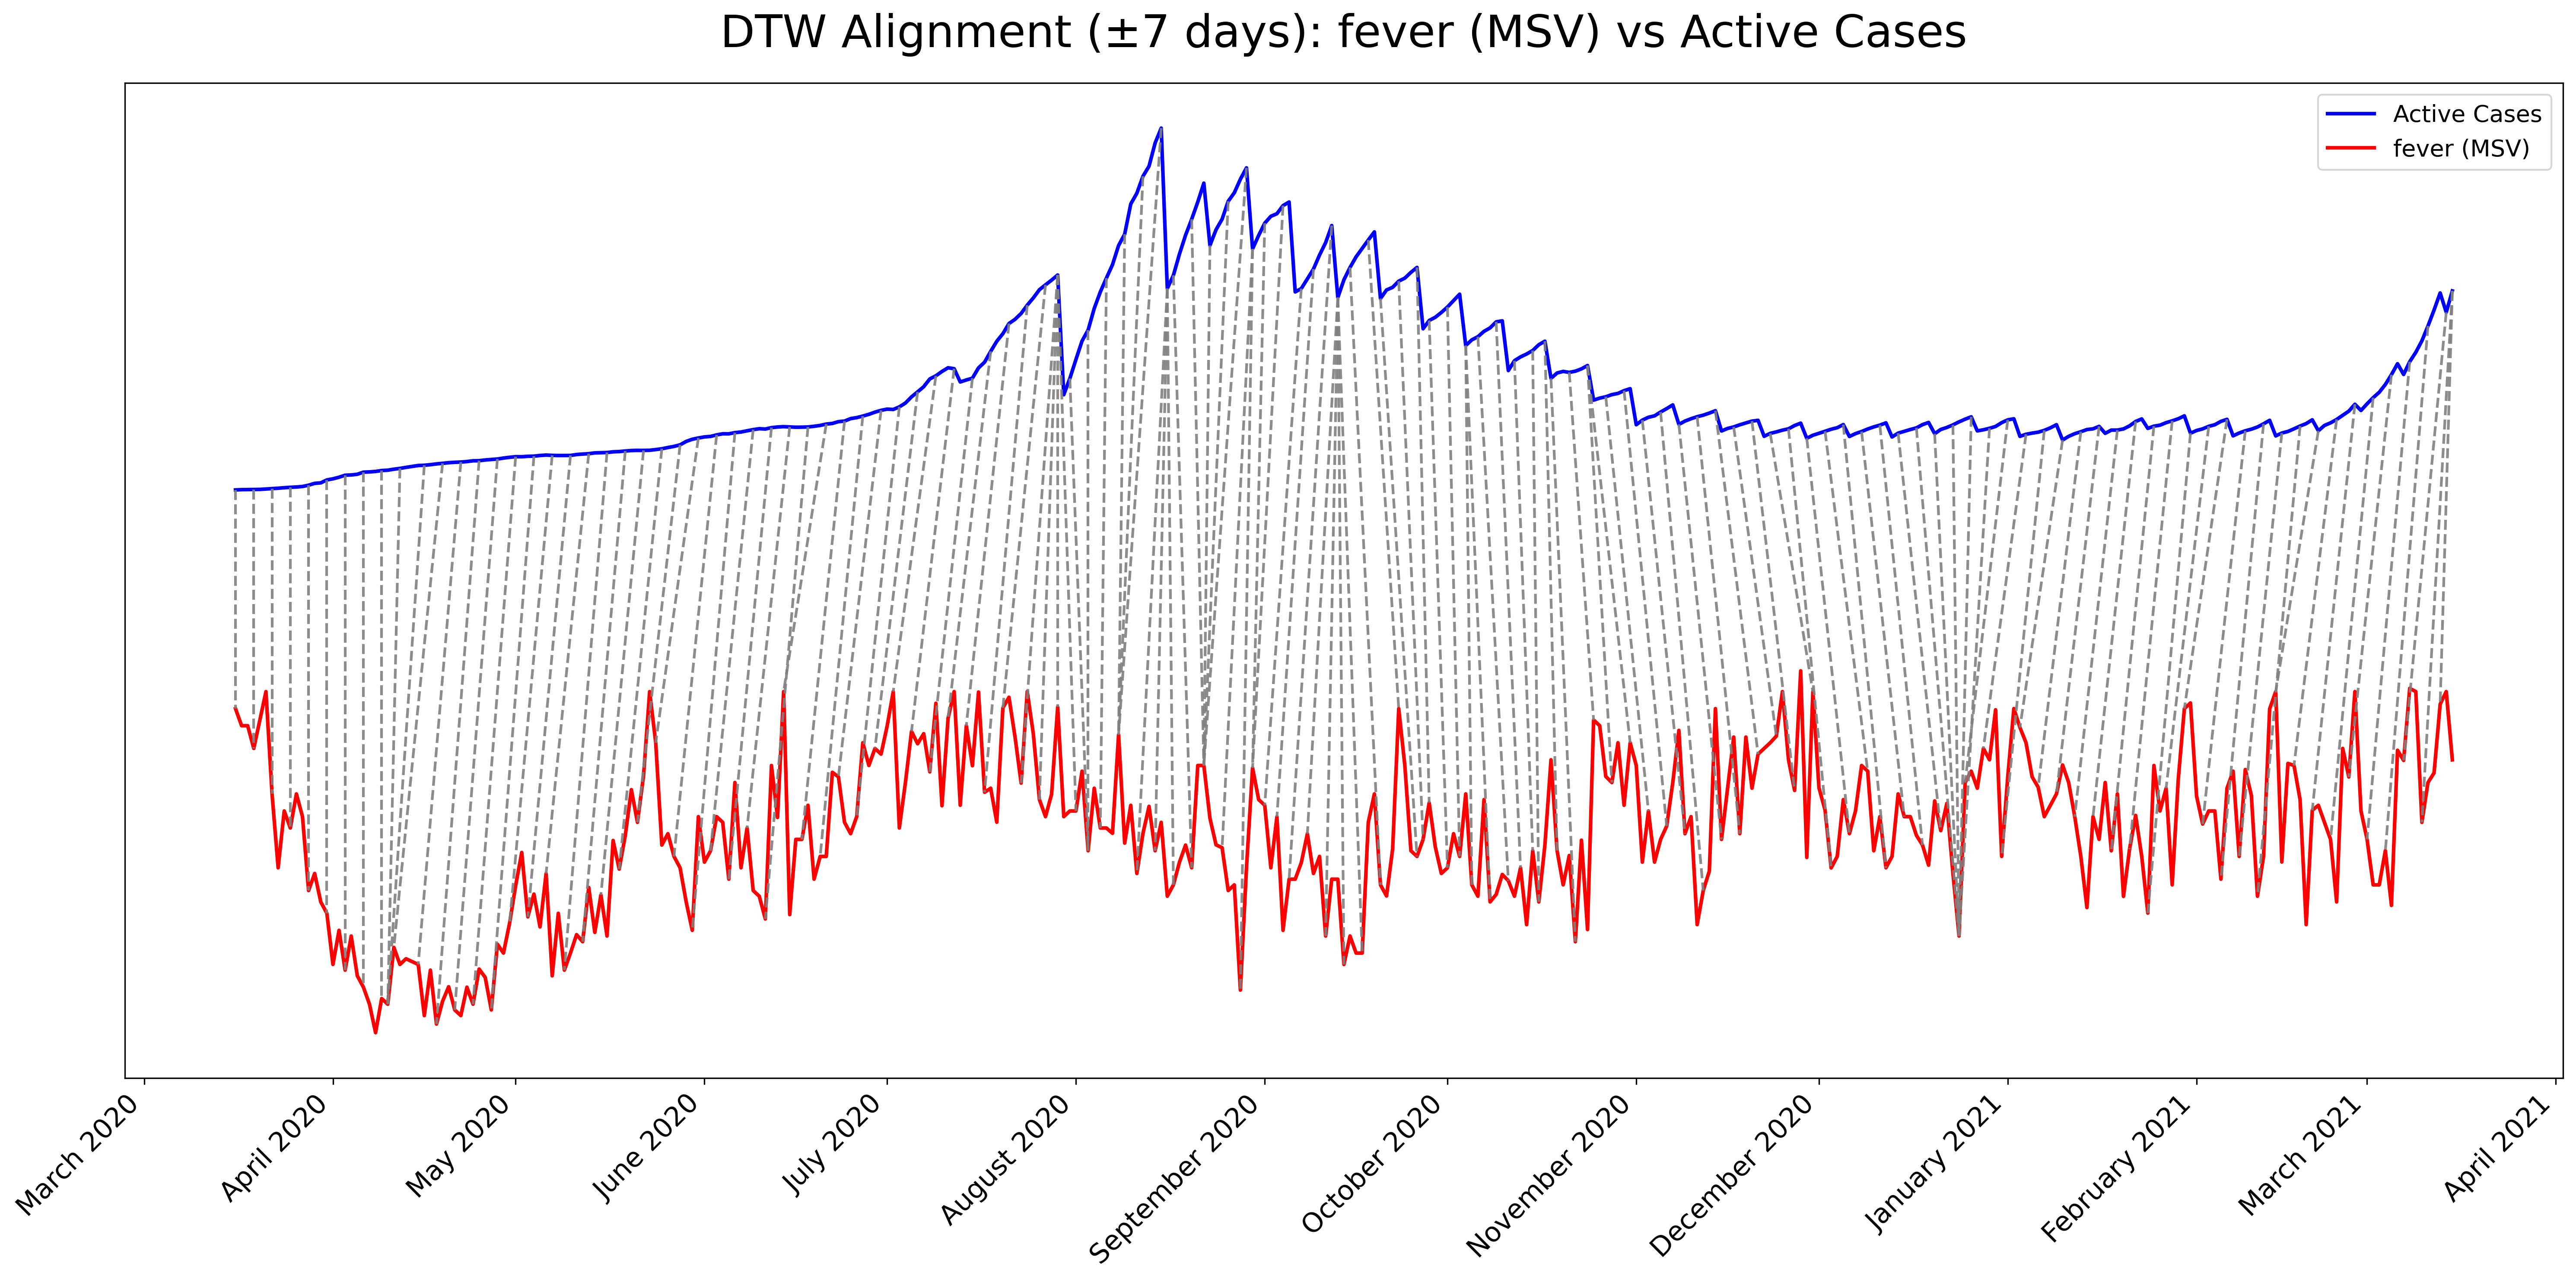 DTW Alignment (±7 days): fever (MSV) vs Active Cases
Active Cases
fever (MSV)
March 2020
April 2020
May 2020
June 2020
July 2020
August 2020
September 2020
October 2020
November 2020
December 2020
January 2021
February 2021
March 2021
April 2021